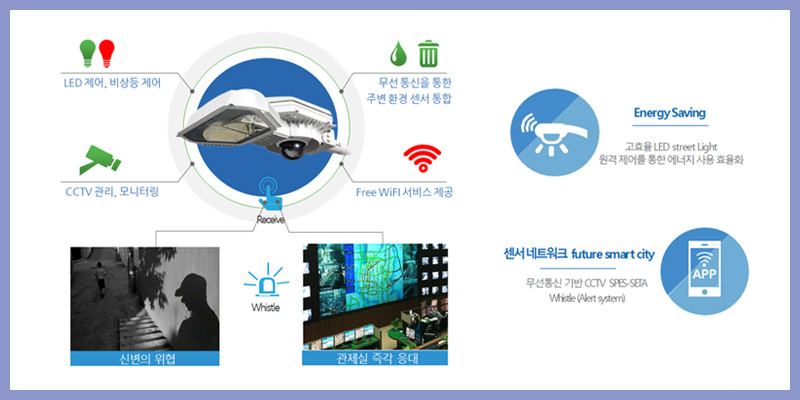 LED 제어, 비상등 제어
무선 통신을 통한
주변 환경 센서 통합
CCTV 관리, 모니터링
Free WiFi 서비스 제공
Receive
Whistle
신변의 위협
관제실 즉각 응대
Energy Saving
고효율 LED street Light
원격 제어를 통한 에너지 사용 효율화
센서 네트워크 future smart city
무선통신 기반 CCTV SPES-SETA
Whistle (Alert system)
APP